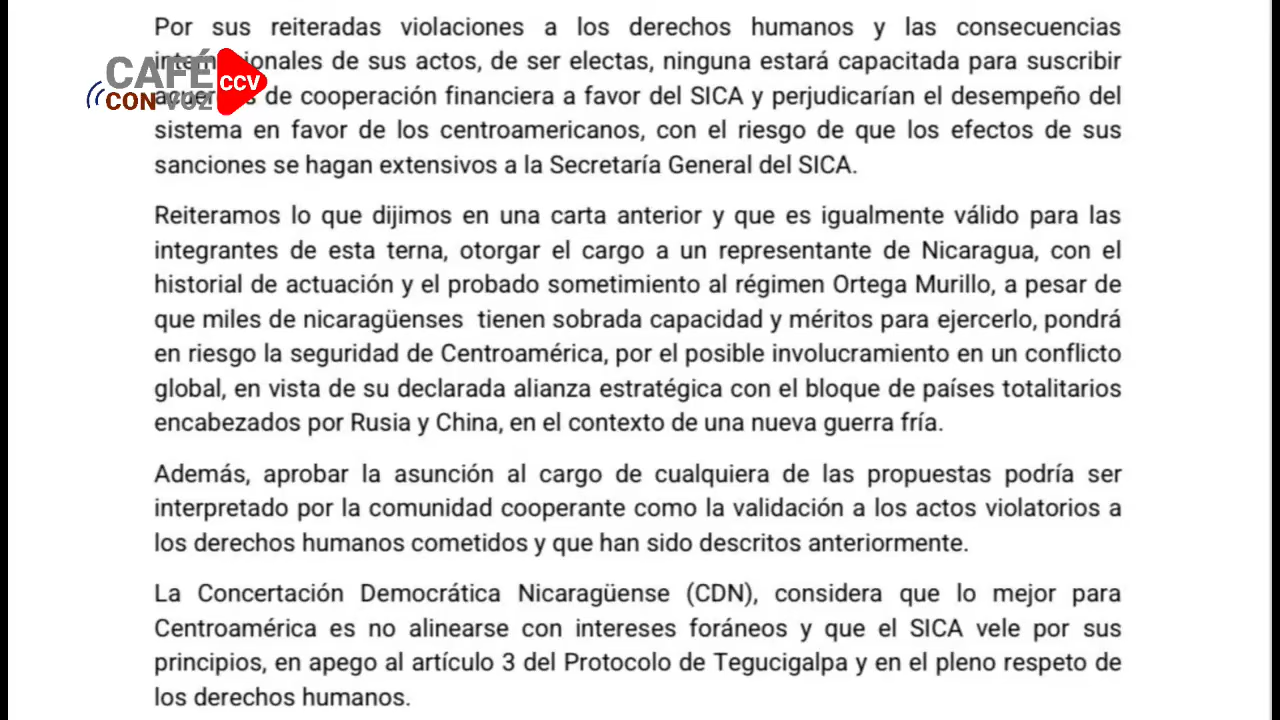 Por sus reiteradas violaciones a los derechos humanos y las consecuencias
internacionales de sus actos, de ser electas, ninguna estará capacitada para suscribir
acuerdos de cooperación financiera a favor del SICA y perjudicarían el desempeño del
sistema en favor de los centroamericanos, con el riesgo de que los efectos de sus
sanciones se hagan extensivos a la Secretaría General del SICA.
CAFÉ
CON VOZ
CCV
Reiteramos lo que dijimos en una carta anterior y que es igualmente válido para las
integrantes de esta terna, otorgar el cargo a un representante de Nicaragua, con el
historial de actuación y el probado sometimiento al régimen Ortega Murillo, a pesar de
que miles de nicaragüenses tienen sobrada capacidad y méritos para ejercerlo, pondrá
en riesgo la seguridad de Centroamérica, por el posible involucramiento en un conflicto
global, en vista de su declarada alianza estratégica con el bloque de países totalitarios
encabezados por Rusia y China, en el contexto de una nueva guerra fría.
Además, aprobar la asunción al cargo de cualquiera de las propuestas podría ser
interpretado por la comunidad cooperante como la validación a los actos violatorios a
los derechos humanos cometidos y que han sido descritos anteriormente.
La Concertación Democrática Nicaragüense (CDN), considera que lo mejor para
Centroamérica es no alinearse con intereses foráneos y que el SICA vele por sus
principios, en apego al artículo 3 del Protocolo de Tegucigalpa y en el pleno respeto de
los derechos humanos.